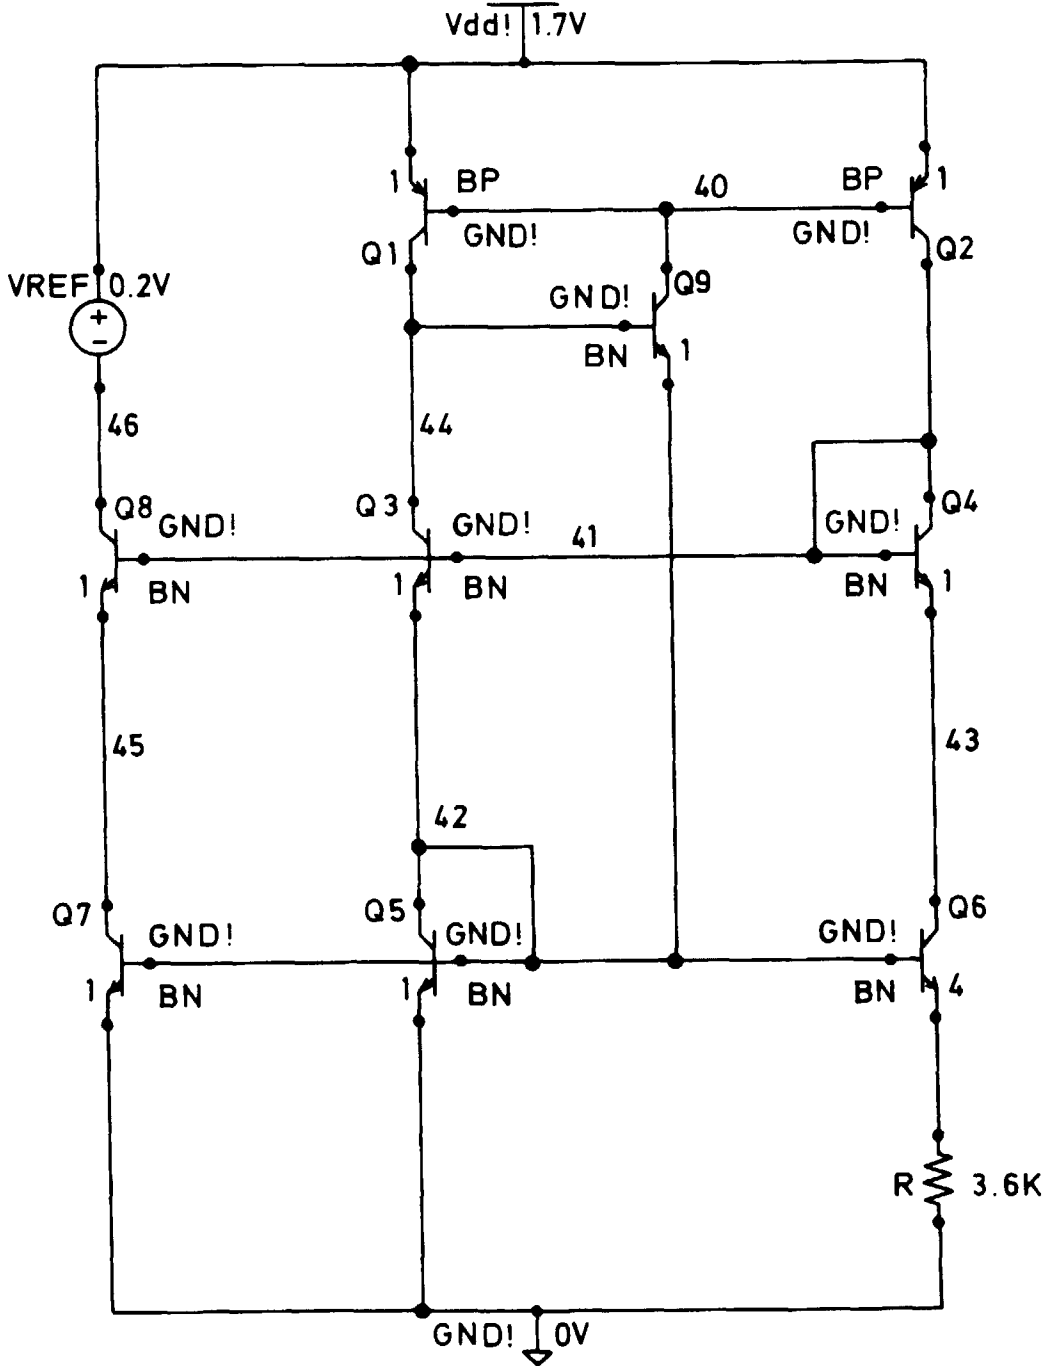 Vdd! 1.7V
1 BP 40 BP 1
GND! GND!
Q1 Q2
VREF 0.2V GND! Q9
BN 1
46 44
Q8 GND! Q3 GND! 41 GND! Q4
1 BN 1 BN BN 1
45 43
42
Q7 GND! Q5 GND! GND! Q6
1 BN 1 BN BN 4
R 3.6K
GND! 0V